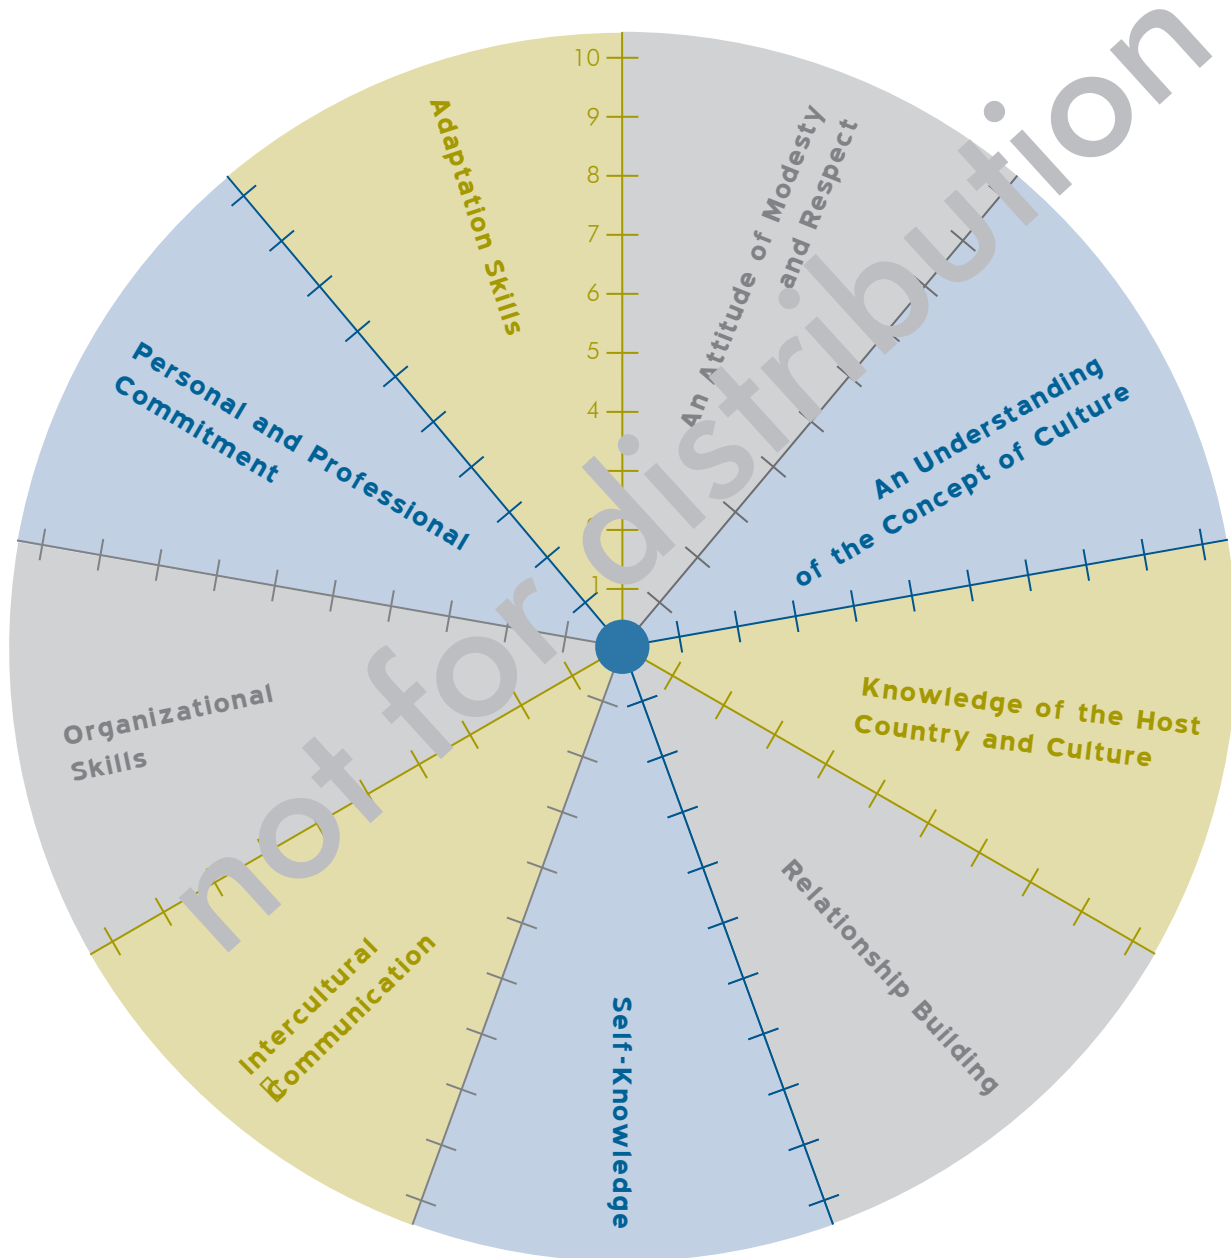 10
9
8
7
6
5
4
1
Adaptation Skills
An Attitude of Modesty
and Respect
An Understanding
of the Concept of Culture
Knowledge of the Host
Country and Culture
Relationship Building
Self-Knowledge
Intercultural
Communication
Organizational
Skills
Personal and Professional
Commitment
not for distribution